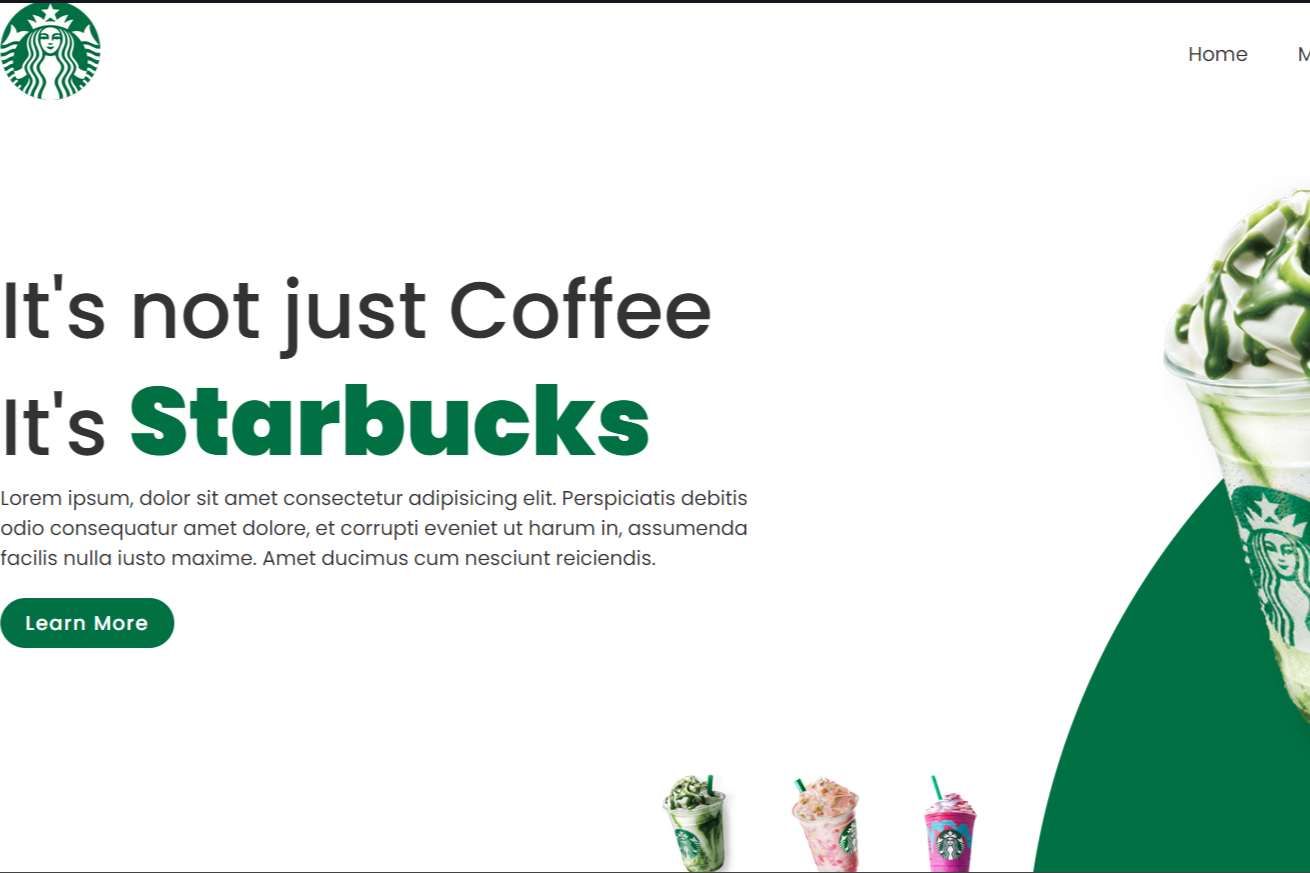 Home M
It's not just Coffee
It's Starbucks
Lorem ipsum, dolor sit amet consectetur adipisicing elit. Perspiciatis debitis
odio consequatur amet dolore, et corrupti eveniet ut harum in, assumenda
facilis nulla iusto maxime. Amet ducimus cum nesciunt reiciendis.
Learn More